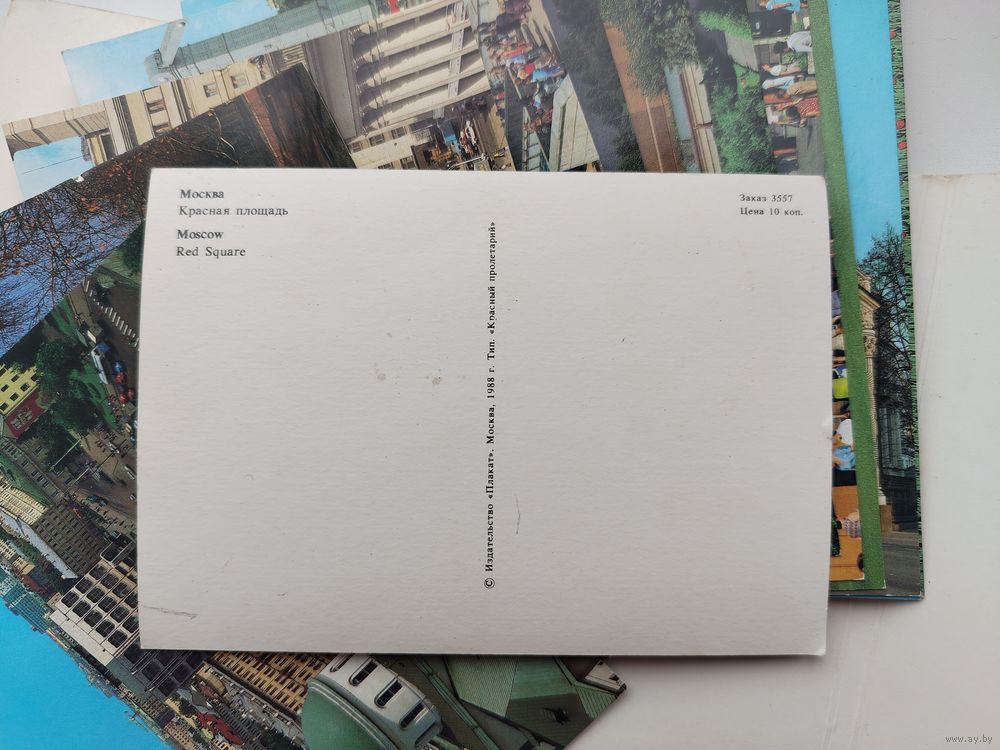 Москва
Красная площадь
Moscow
Red Square
Заказ 3557
Цена 10 коп.
© Издательство «Плакат». Москва, 1988 г. Тип. «Красный пролетарий»
www.ay.by